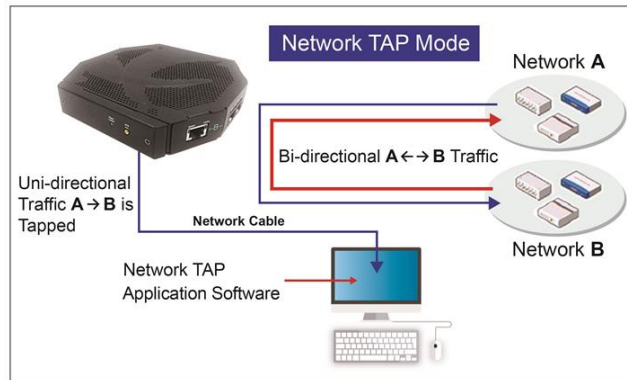 Network TAP Mode
Network A
Bi-directional A←→B Traffic
Uni-directional
Traffic A→B is
Tapped
Network Cable
Network B
Network TAP
Application Software